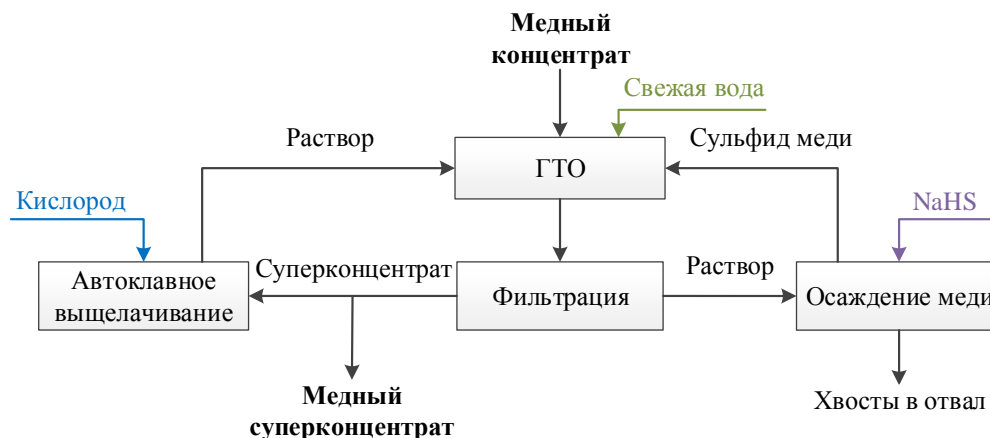 Медный
концентрат
Свежая вода
Раствор
Сульфид меди
ГТО
Кислород
NaHS
Автоклавное
выщелачивание
Суперконцентрат
Фильтрация
Раствор
Осаждение меди
Медный
суперконцентрат
Хвосты в отвал